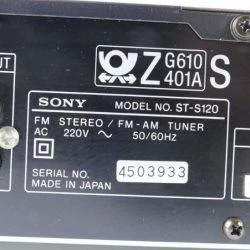 UT
Z G610 S
401A
SONY MODEL NO. ST-S120
FM STEREO / FM-AM TUNER
AC 220V ~ 50/60HZ
SERIAL NO. 4503933
MADE IN JAPAN